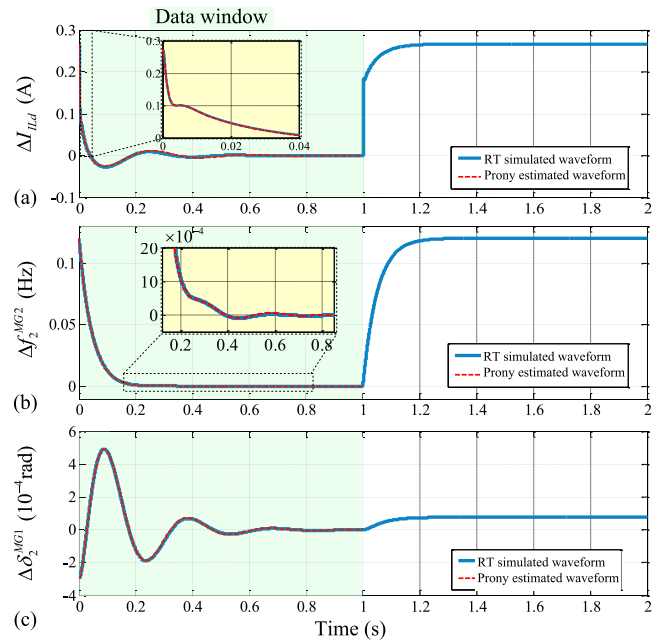 Data window
0.3
0.2
0.1
0
-0.1
ΔI_ILd (A)
(a)
0.3
0.2
0.1
0
0 0.02 0.04
RT simulated waveform
Prony estimated waveform
0 0.2 0.4 0.6 0.8 1 1.2 1.4 1.6 1.8 2
0.1
0.05
0
Δf_2^MG2 (Hz)
(b)
×10^-4
20
10
0
0.2 0.4 0.6 0.8
RT simulated waveform
Prony estimated waveform
0 0.2 0.4 0.6 0.8 1 1.2 1.4 1.6 1.8 2
6
4
2
0
-2
-4
Δδ_2^MG1 (10^-4 rad)
(c)
RT simulated waveform
Prony estimated waveform
0 0.2 0.4 0.6 0.8 1 1.2 1.4 1.6 1.8 2
Time (s)